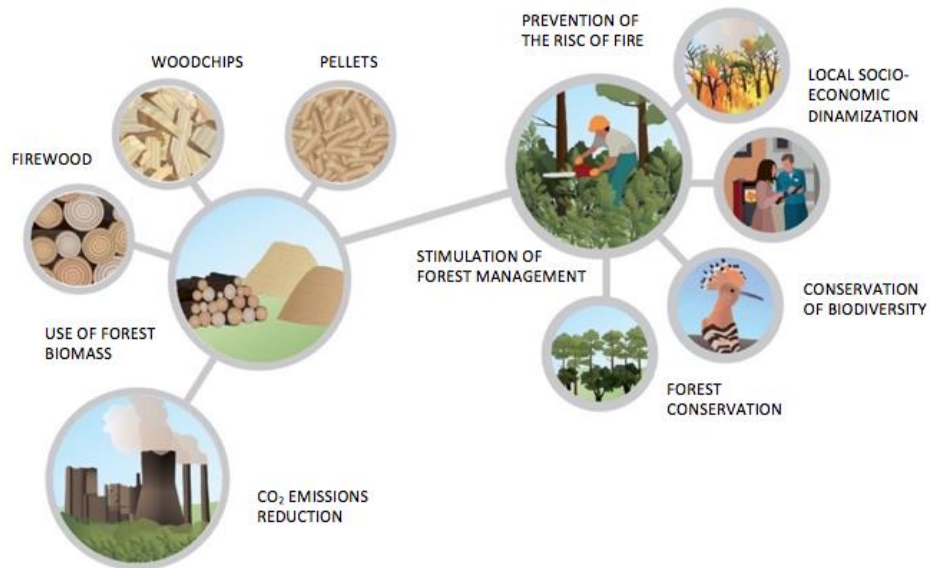 PREVENTION OF
THE RISC OF FIRE
WOODCHIPS
PELLETS
LOCAL SOCIO-
ECONOMIC
DINAMIZATION
FIREWOOD
STIMULATION OF
FOREST MANAGEMENT
CONSERVATION
OF BIODIVERSITY
USE OF FOREST
BIOMASS
FOREST
CONSERVATION
CO₂ EMISSIONS
REDUCTION